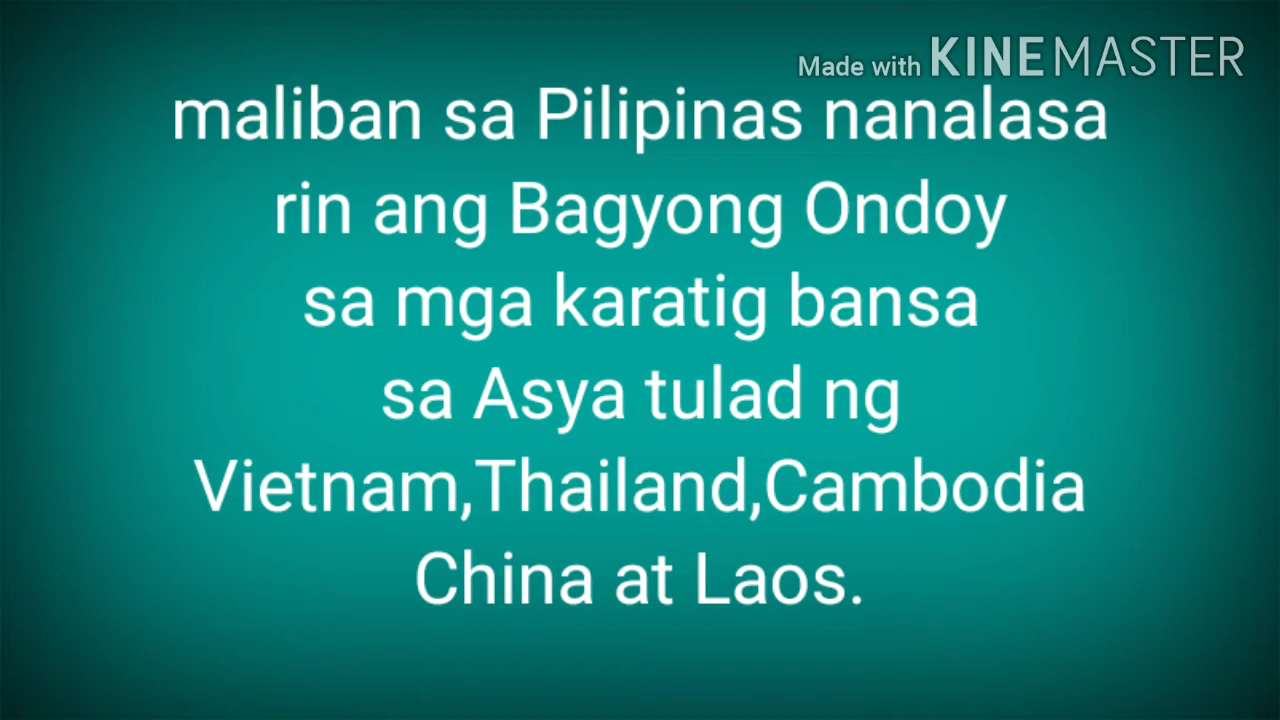 Made with KINEMASTER
maliban sa Pilipinas nanalasa
rin ang Bagyong Ondoy
sa mga karatig bansa
sa Asya tulad ng
Vietnam,Thailand,Cambodia
China at Laos.